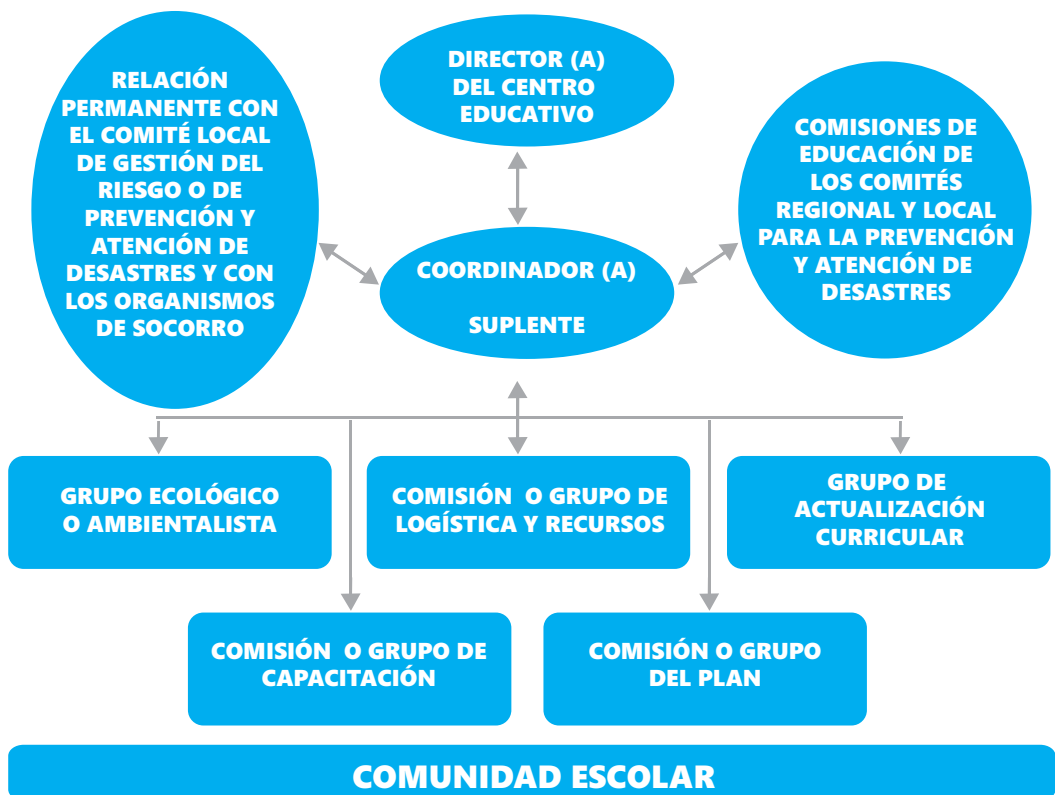 RELACIÓN
PERMANENTE CON
EL COMITÉ LOCAL
DE GESTIÓN DEL
RIESGO O DE
PREVENCIÓN Y
ATENCIÓN DE
DESASTRES Y CON
LOS ORGANISMOS
DE SOCORRO
DIRECTOR (A)
DEL CENTRO
EDUCATIVO
COMISIONES DE
EDUCACIÓN DE
LOS COMITÉS
REGIONAL Y LOCAL
PARA LA PREVENCIÓN
Y ATENCIÓN DE
DESASTRES
COORDINADOR (A)
SUPLENTE
GRUPO ECOLÓGICO
O AMBIENTALISTA
COMISIÓN O GRUPO DE
LOGÍSTICA Y RECURSOS
GRUPO DE
ACTUALIZACIÓN
CURRICULAR
COMISIÓN O GRUPO DE
CAPACITACIÓN
COMISIÓN O GRUPO
DEL PLAN
COMUNIDAD ESCOLAR